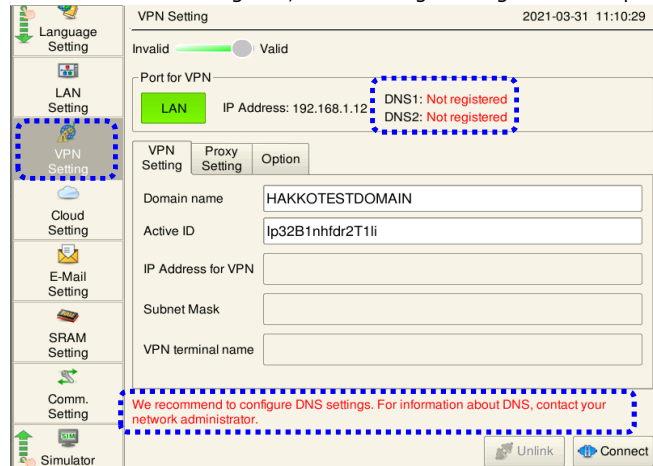 VPN Setting 2021-03-31 11:10:29
Language
Setting
LAN
Setting
VPN
Setting
Cloud
Setting
E-Mail
Setting
SRAM
Setting
Comm.
Setting
SIM
Simulator
Invalid Valid
Port for VPN
LAN IP Address: 192.168.1.12
DNS1: Not registered
DNS2: Not registered
VPN
Setting
Proxy
Setting
Option
Domain name HAKKOTESTDOMAIN
Active ID Ip32B1nhfdr2T1li
IP Address for VPN
Subnet Mask
VPN terminal name
We recommend to configure DNS settings. For information about DNS, contact your
network administrator.
Unlink Connect